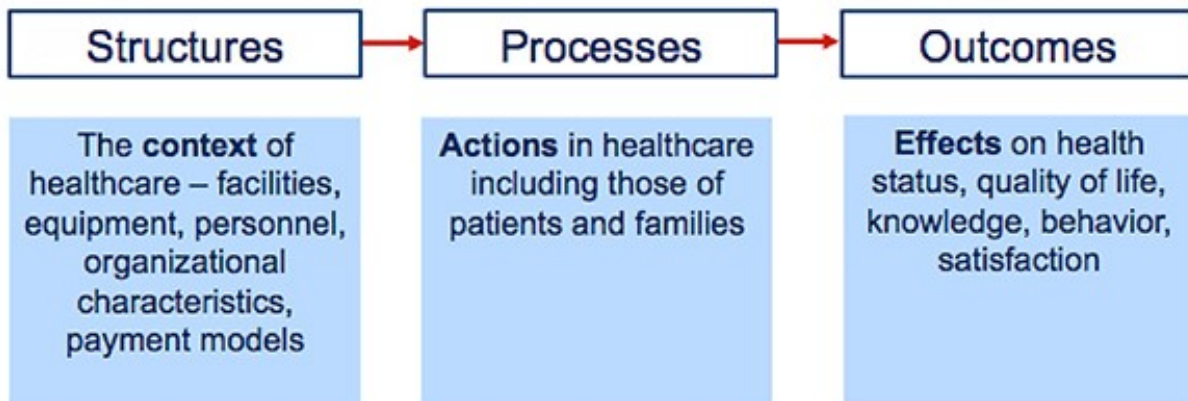 Structures
Processes
Outcomes
The context of
healthcare – facilities,
equipment, personnel,
organizational
characteristics,
payment models
Actions in healthcare
including those of
patients and families
Effects on health
status, quality of life,
knowledge, behavior,
satisfaction